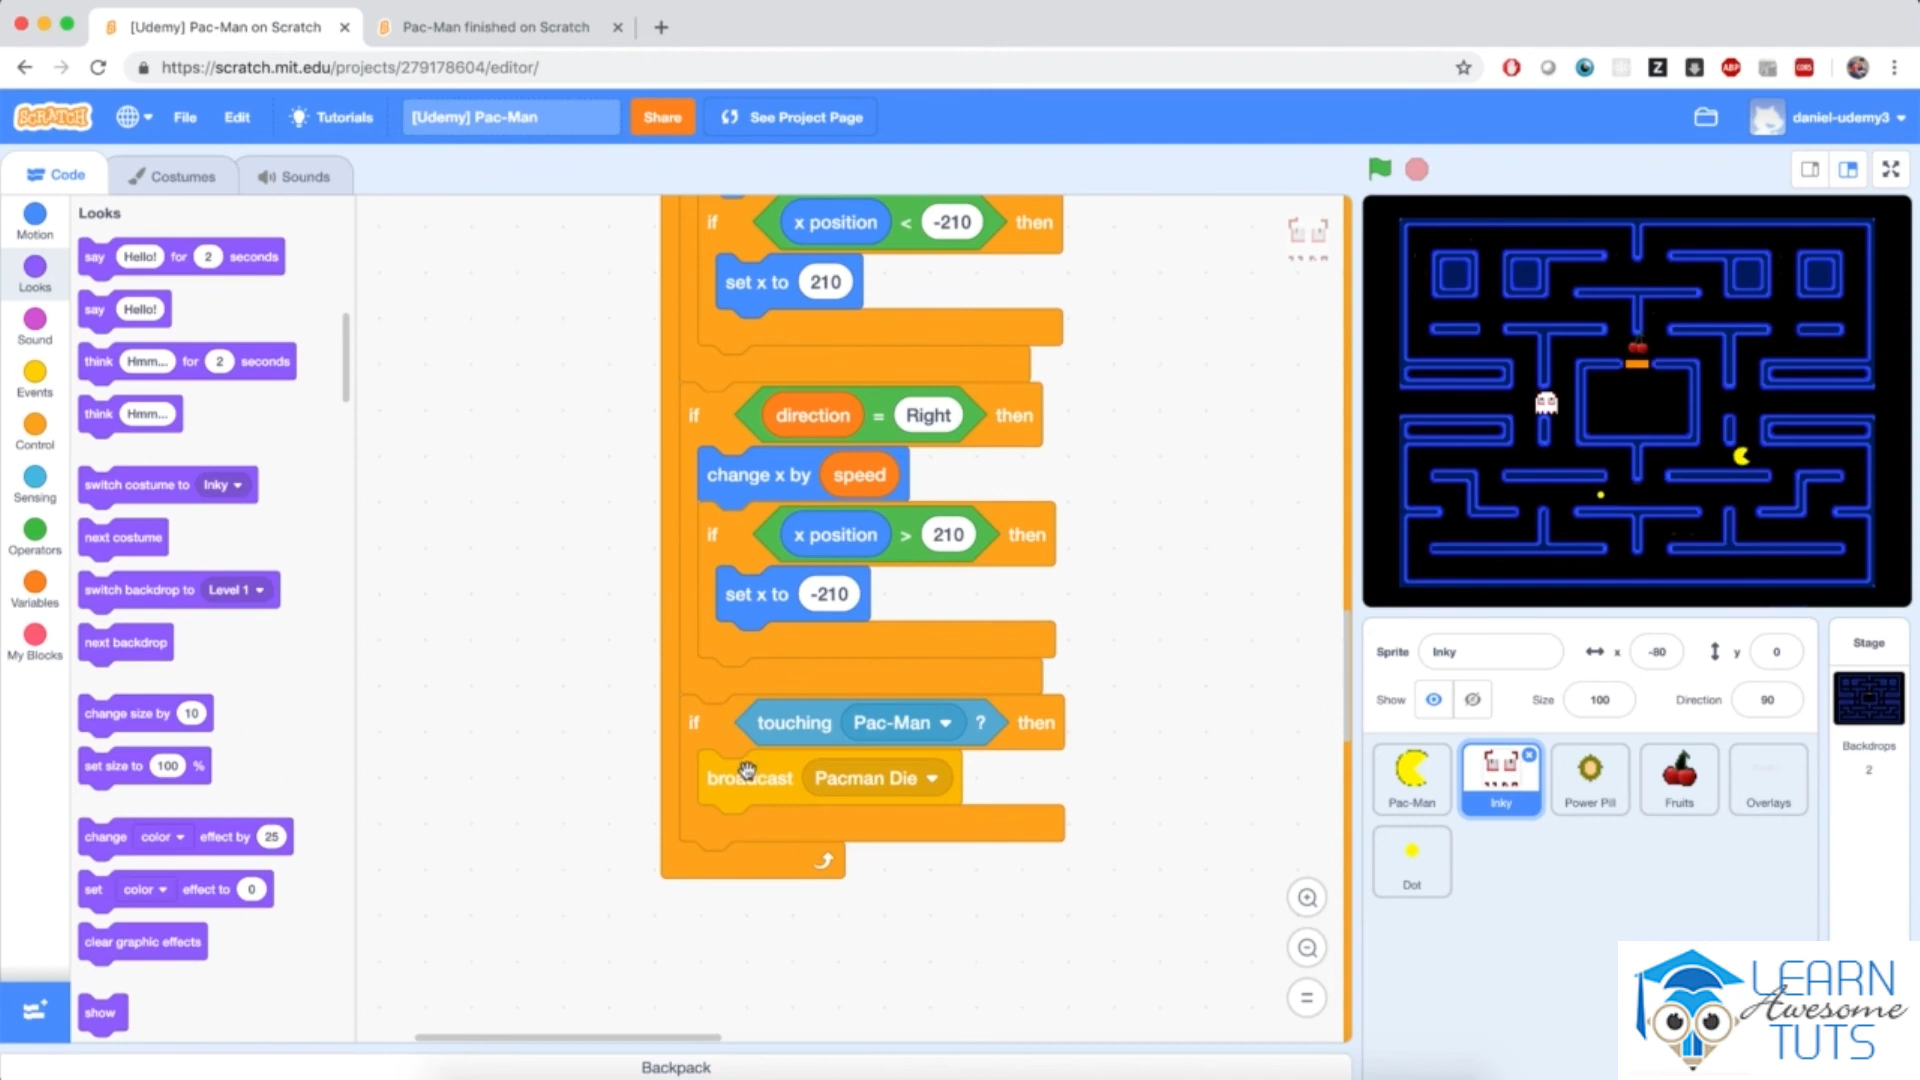 [Udemy] Pac-Man on Scratch
Pac-Man finished on Scratch
https://scratch.mit.edu/projects/279178604/editor/
Z
ABP
CORS
SCRATCH
File
Edit
Tutorials
[Udemy] Pac-Man
Share
See Project Page
daniel-udemy3
Code
Costumes
Sounds
Motion
Looks
Sound
Events
Control
Sensing
Operators
Variables
My Blocks
Looks
say Hello! for 2 seconds
say Hello!
think Hmm... for 2 seconds
think Hmm...
switch costume to Inky
next costume
switch backdrop to Level 1
next backdrop
change size by 10
set size to 100 %
change color effect by 25
set color effect to 0
clear graphic effects
show
if x position < -210 then
set x to 210
if direction = Right then
change x by speed
if x position > 210 then
set x to -210
if touching Pac-Man ? then
broadcast Pacman Die
Backpack
Sprite Inky x -80 y 0
Show Size 100 Direction 90
Pac-Man
Inky
Power Pill
Fruits
Overlays
Dot
Stage
Backdrops
2
LEARN
Awesome
TUTS